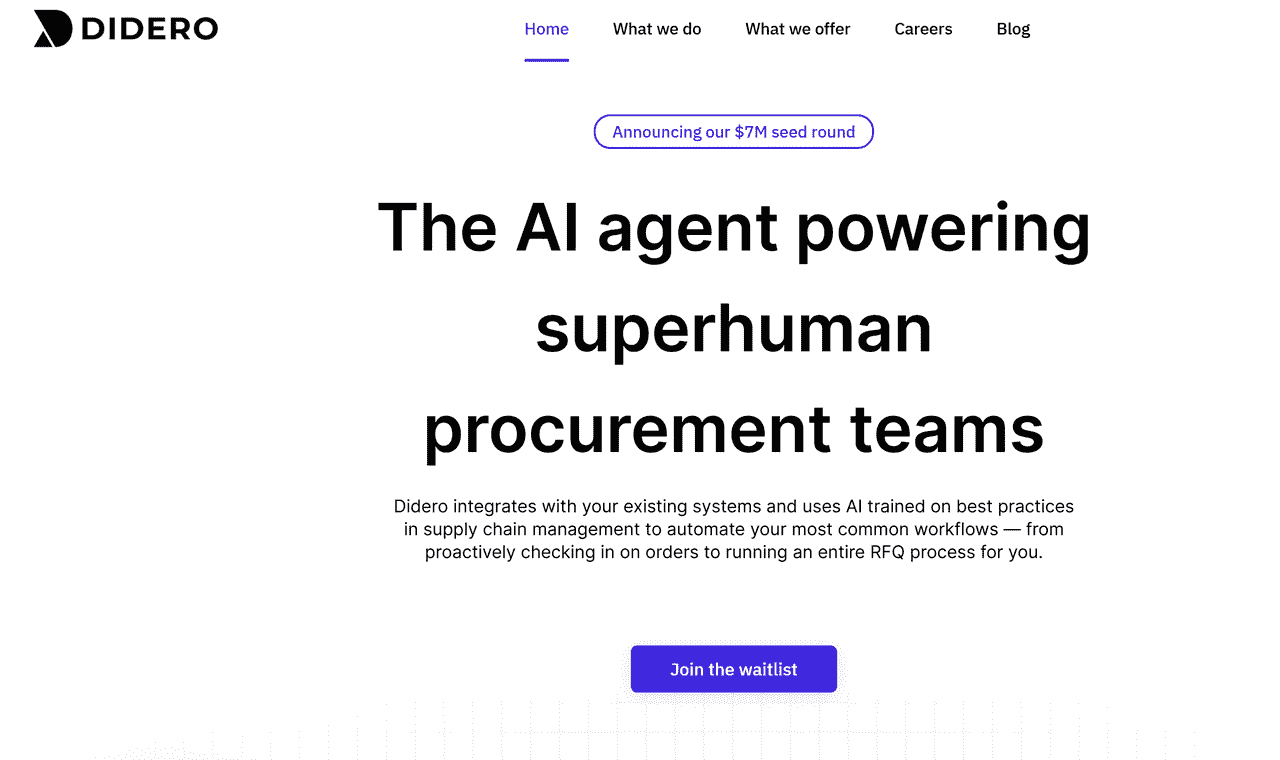 DIDERO
Home
What we do
What we offer
Careers
Blog
Announcing our $7M seed round
The AI agent powering
superhuman
procurement teams
Didero integrates with your existing systems and uses AI trained on best practices
in supply chain management to automate your most common workflows — from
proactively checking in on orders to running an entire RFQ process for you.
Join the waitlist